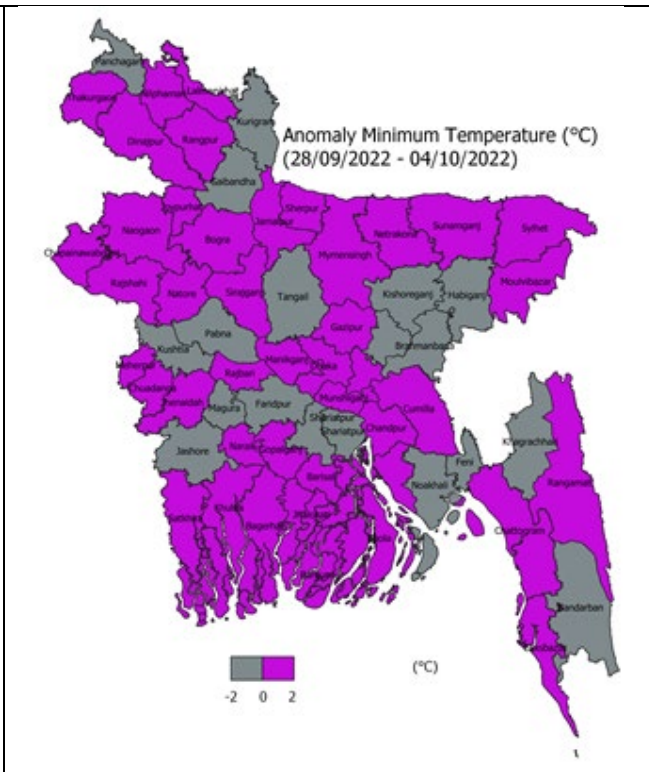 Panchagarh
Thakurgaon
Nilphamari
Lalmonirhat
Kurigram
Anomaly Minimum Temperature (°C)
(28/09/2022 - 04/10/2022)
Dinajpur
Rangpur
Gaibandha
Joypurhat
Sherpur
Jamalpur
Naogaon
Bogra
Mymensingh
Netrakona
Sunamganj
Sylhet
Chapainawabganj
Rajshahi
Natore
Sirajganj
Tangail
Kishoreganj
Habiganj
Moulvibazar
Pabna
Gazipur
Kushtia
Brahmanbaria
Meherpur
Manikganj
Dhaka
Rajbari
Chuadanga
Jhenaidah
Magura
Faridpur
Munshiganj
Cumilla
Shariatpur
Shariatpur
Chandpur
Jashore
Narail
Gopalganj
Khagrachhari
Feni
Noakhali
Barisal
Rangamati
Satkhira
Khulna
Bagerhat
Bhola
Chattogram
Bandarban
(°C)
-2 0 2